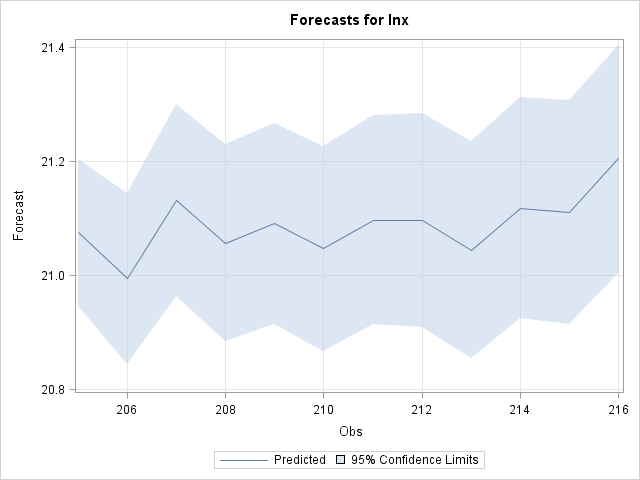 Forecasts for lnx
21.4
21.2
21.0
20.8
Forecast
206 208 210 212 214 216
Obs
Predicted 95% Confidence Limits